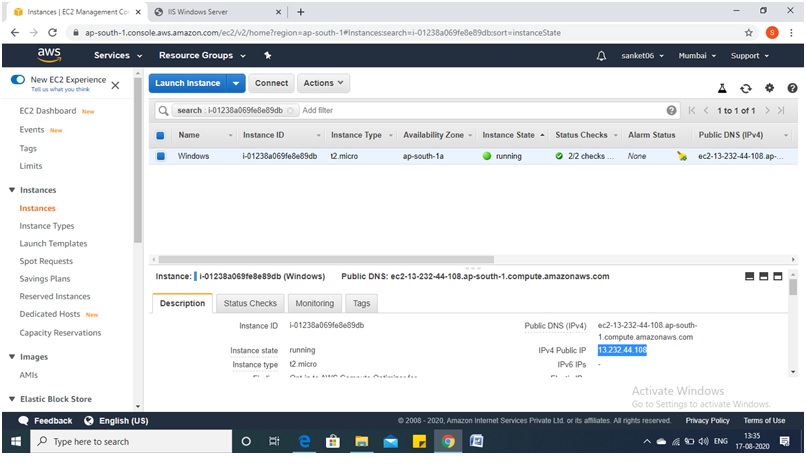 Instances | EC2 Management Co
IIS Windows Server
ap-south-1.console.aws.amazon.com/ec2/v2/home?region=ap-south-1#Instances:search=i-01238a069fe8e89db;sort=instanceState
S
aws
Services
Resource Groups
sanket06
Mumbai
Support
New EC2 Experience
Tell us what you think
Launch Instance
Connect
Actions
EC2 Dashboard New
Events New
Tags
Limits
Instances
Instances
Instance Types
Launch Templates
Spot Requests
Savings Plans
Reserved Instances
Dedicated Hosts New
Capacity Reservations
Images
AMIs
Elastic Block Store
search : i-01238a069fe8e89db
Add filter
1 to 1 of 1
Name Instance ID Instance Type Availability Zone Instance State Status Checks Alarm Status Public DNS (IPv4)
Windows i-01238a069fe8e89db t2.micro ap-south-1a running 2/2 checks ... None ec2-13-232-44-108.ap-...
Instance: i-01238a069fe8e89db (Windows) Public DNS: ec2-13-232-44-108.ap-south-1.compute.amazonaws.com
Description Status Checks Monitoring Tags
Instance ID i-01238a069fe8e89db
Public DNS (IPv4) ec2-13-232-44-108.ap-south-
1.compute.amazonaws.com
Instance state running
IPv4 Public IP 13.232.44.108
Instance type t2.micro
IPv6 IPs -
Activate Windows
Go to Settings to activate Windows.
Feedback
English (US)
© 2008 - 2020, Amazon Internet Services Private Ltd. or its affiliates. All rights reserved.
Privacy Policy
Terms of Use
Type here to search
ENG
13:35
17-08-2020